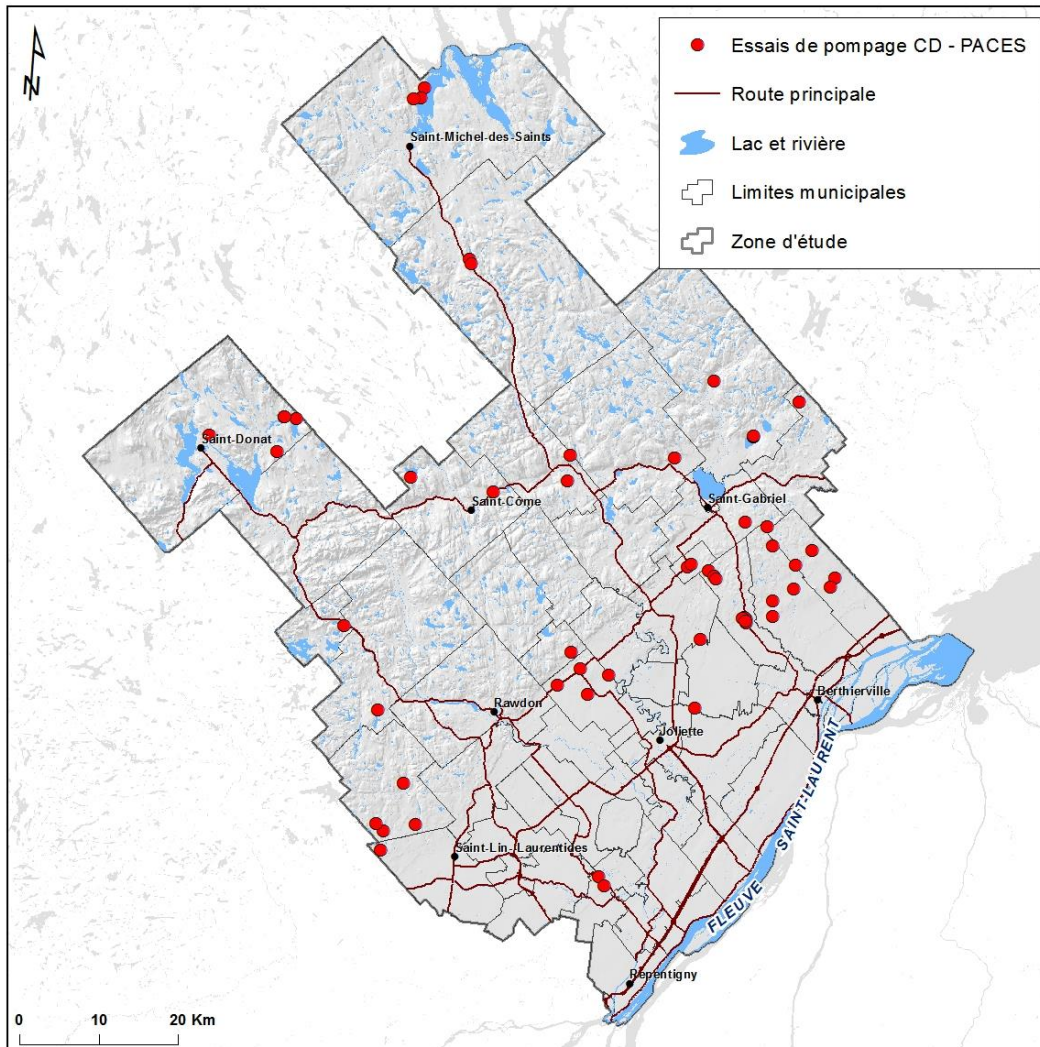 N
Essais de pompage CD - PACES
Route principale
Lac et rivière
Limites municipales
Zone d'étude
Saint-Michel-des-Saints
Saint-Donat
Saint-Côme
Saint-Gabriel
Berthierville
Rawdon
Joliette
Saint-Lin--Laurentides
FLEUVE SAINT-LAURENT
Repentigny
0 10 20 Km